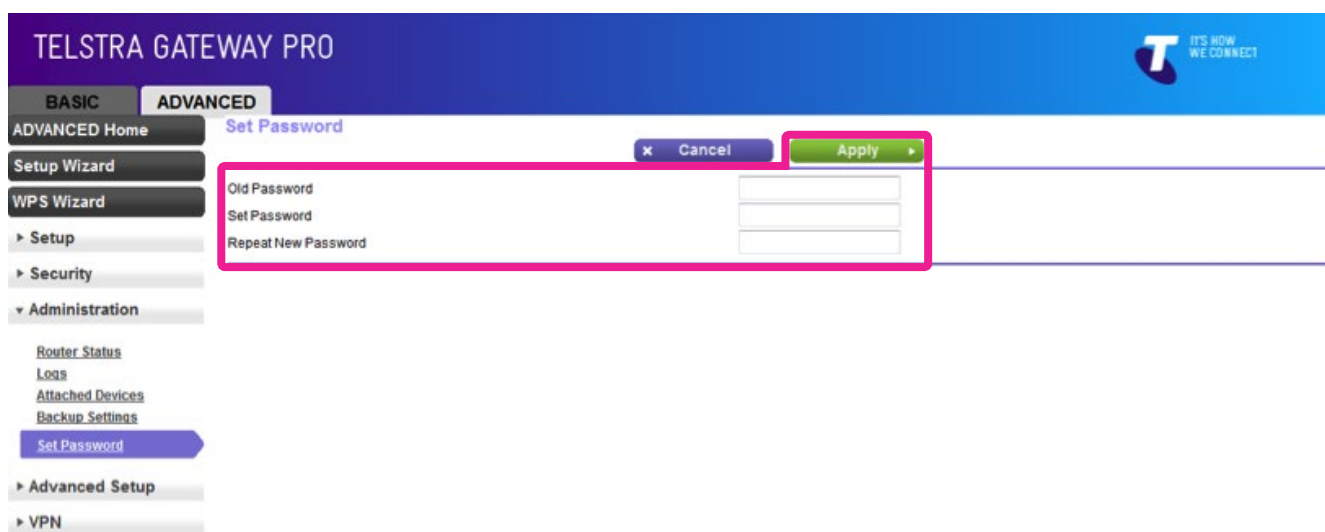 TELSTRA GATEWAY PRO
IT'S HOW
WE CONNECT
BASIC ADVANCED
ADVANCED Home
Setup Wizard
WPS Wizard
Setup
Security
Administration
Router Status
Logs
Attached Devices
Backup Settings
Set Password
Advanced Setup
VPN
Set Password
x Cancel Apply
Old Password
Set Password
Repeat New Password